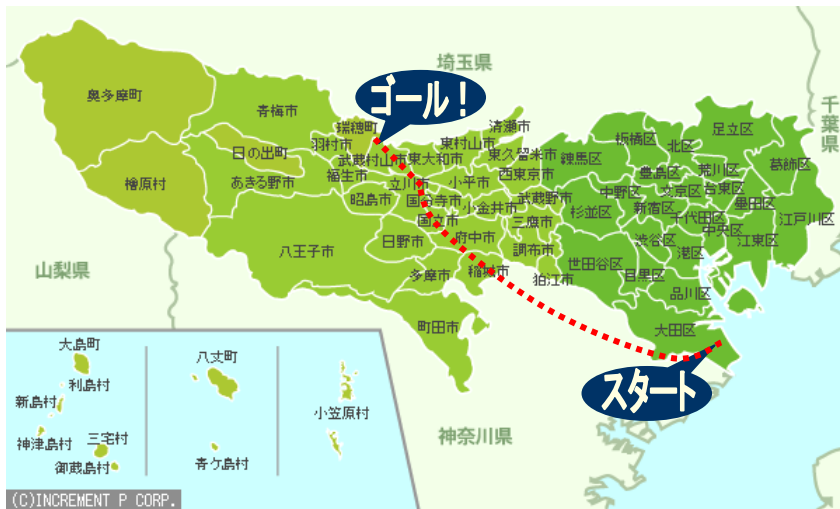 埼玉県
千葉県
ゴール!
奥多摩町
青梅市
瑞穂町
清瀬市
足立区
板橋区
北区
羽村市
東村山市
日の出町
武蔵村山市
東大和市
東久留米市
練馬区
葛飾区
福生市
西東京市
豊島区
荒川区
檜原村
あきる野市
立川市
小平市
中野区
文京区
台東区
昭島市
国分寺市
武蔵野市
墨田区
小金井市
杉並区
新宿区
千代田区
江戸川区
国立市
三鷹市
中央区
府中市
渋谷区
江東区
八王子市
日野市
調布市
港区
山梨県
多摩市
稲城市
狛江市
世田谷区
目黒区
品川区
町田市
大田区
スタート
神奈川県
大島町
利島村
新島村
神津島村
三宅村
御蔵島村
八丈町
青ケ島村
小笠原村
(C)INCREMENT P CORP.